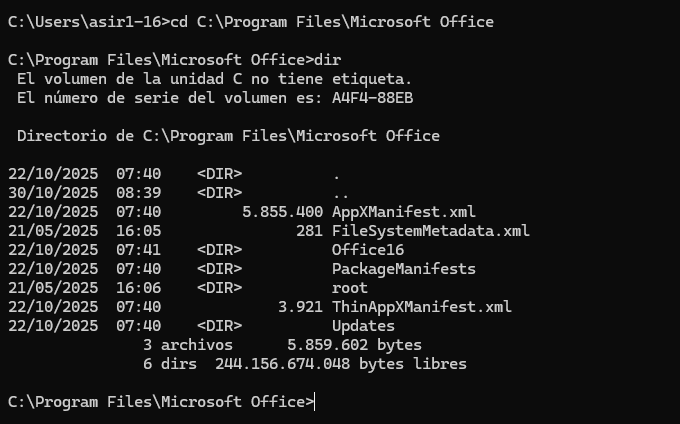 C:\Users\asir1-16>cd C:\Program Files\Microsoft Office
C:\Program Files\Microsoft Office>dir
 El volumen de la unidad C no tiene etiqueta.
 El número de serie del volumen es: A4F4-88EB
 Directorio de C:\Program Files\Microsoft Office
22/10/2025  07:40    <DIR>          .
30/10/2025  08:39    <DIR>          ..
22/10/2025  07:40         5.855.400 AppXManifest.xml
21/05/2025  16:05               281 FileSystemMetadata.xml
22/10/2025  07:41    <DIR>          Office16
22/10/2025  07:40    <DIR>          PackageManifests
21/05/2025  16:06    <DIR>          root
22/10/2025  07:40             3.921 ThinAppXManifest.xml
22/10/2025  07:40    <DIR>          Updates
               3 archivos      5.859.602 bytes
               6 dirs  244.156.674.048 bytes libres
C:\Program Files\Microsoft Office>